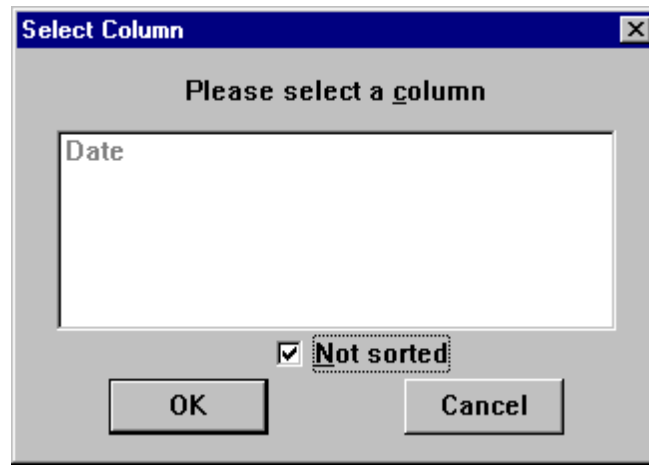 Select Column
Please select a column
Date
Not sorted
OK Cancel